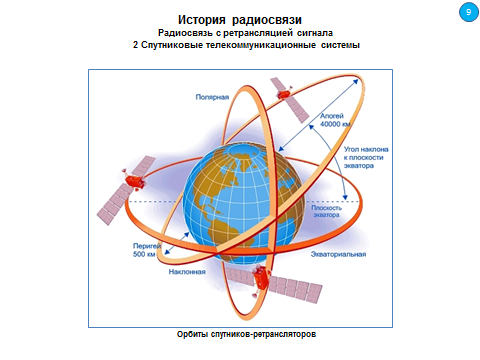 9
История радиосвязи
Радиосвязь с ретрансляцией сигнала
2 Спутниковые телекоммуникационные системы
Полярная
Апогей
40000 км
Угол наклона
к плоскости
экватора
Плоскость
экватора
Перигей
500 км
Экваториальная
Наклонная
Орбиты спутников-ретрансляторов